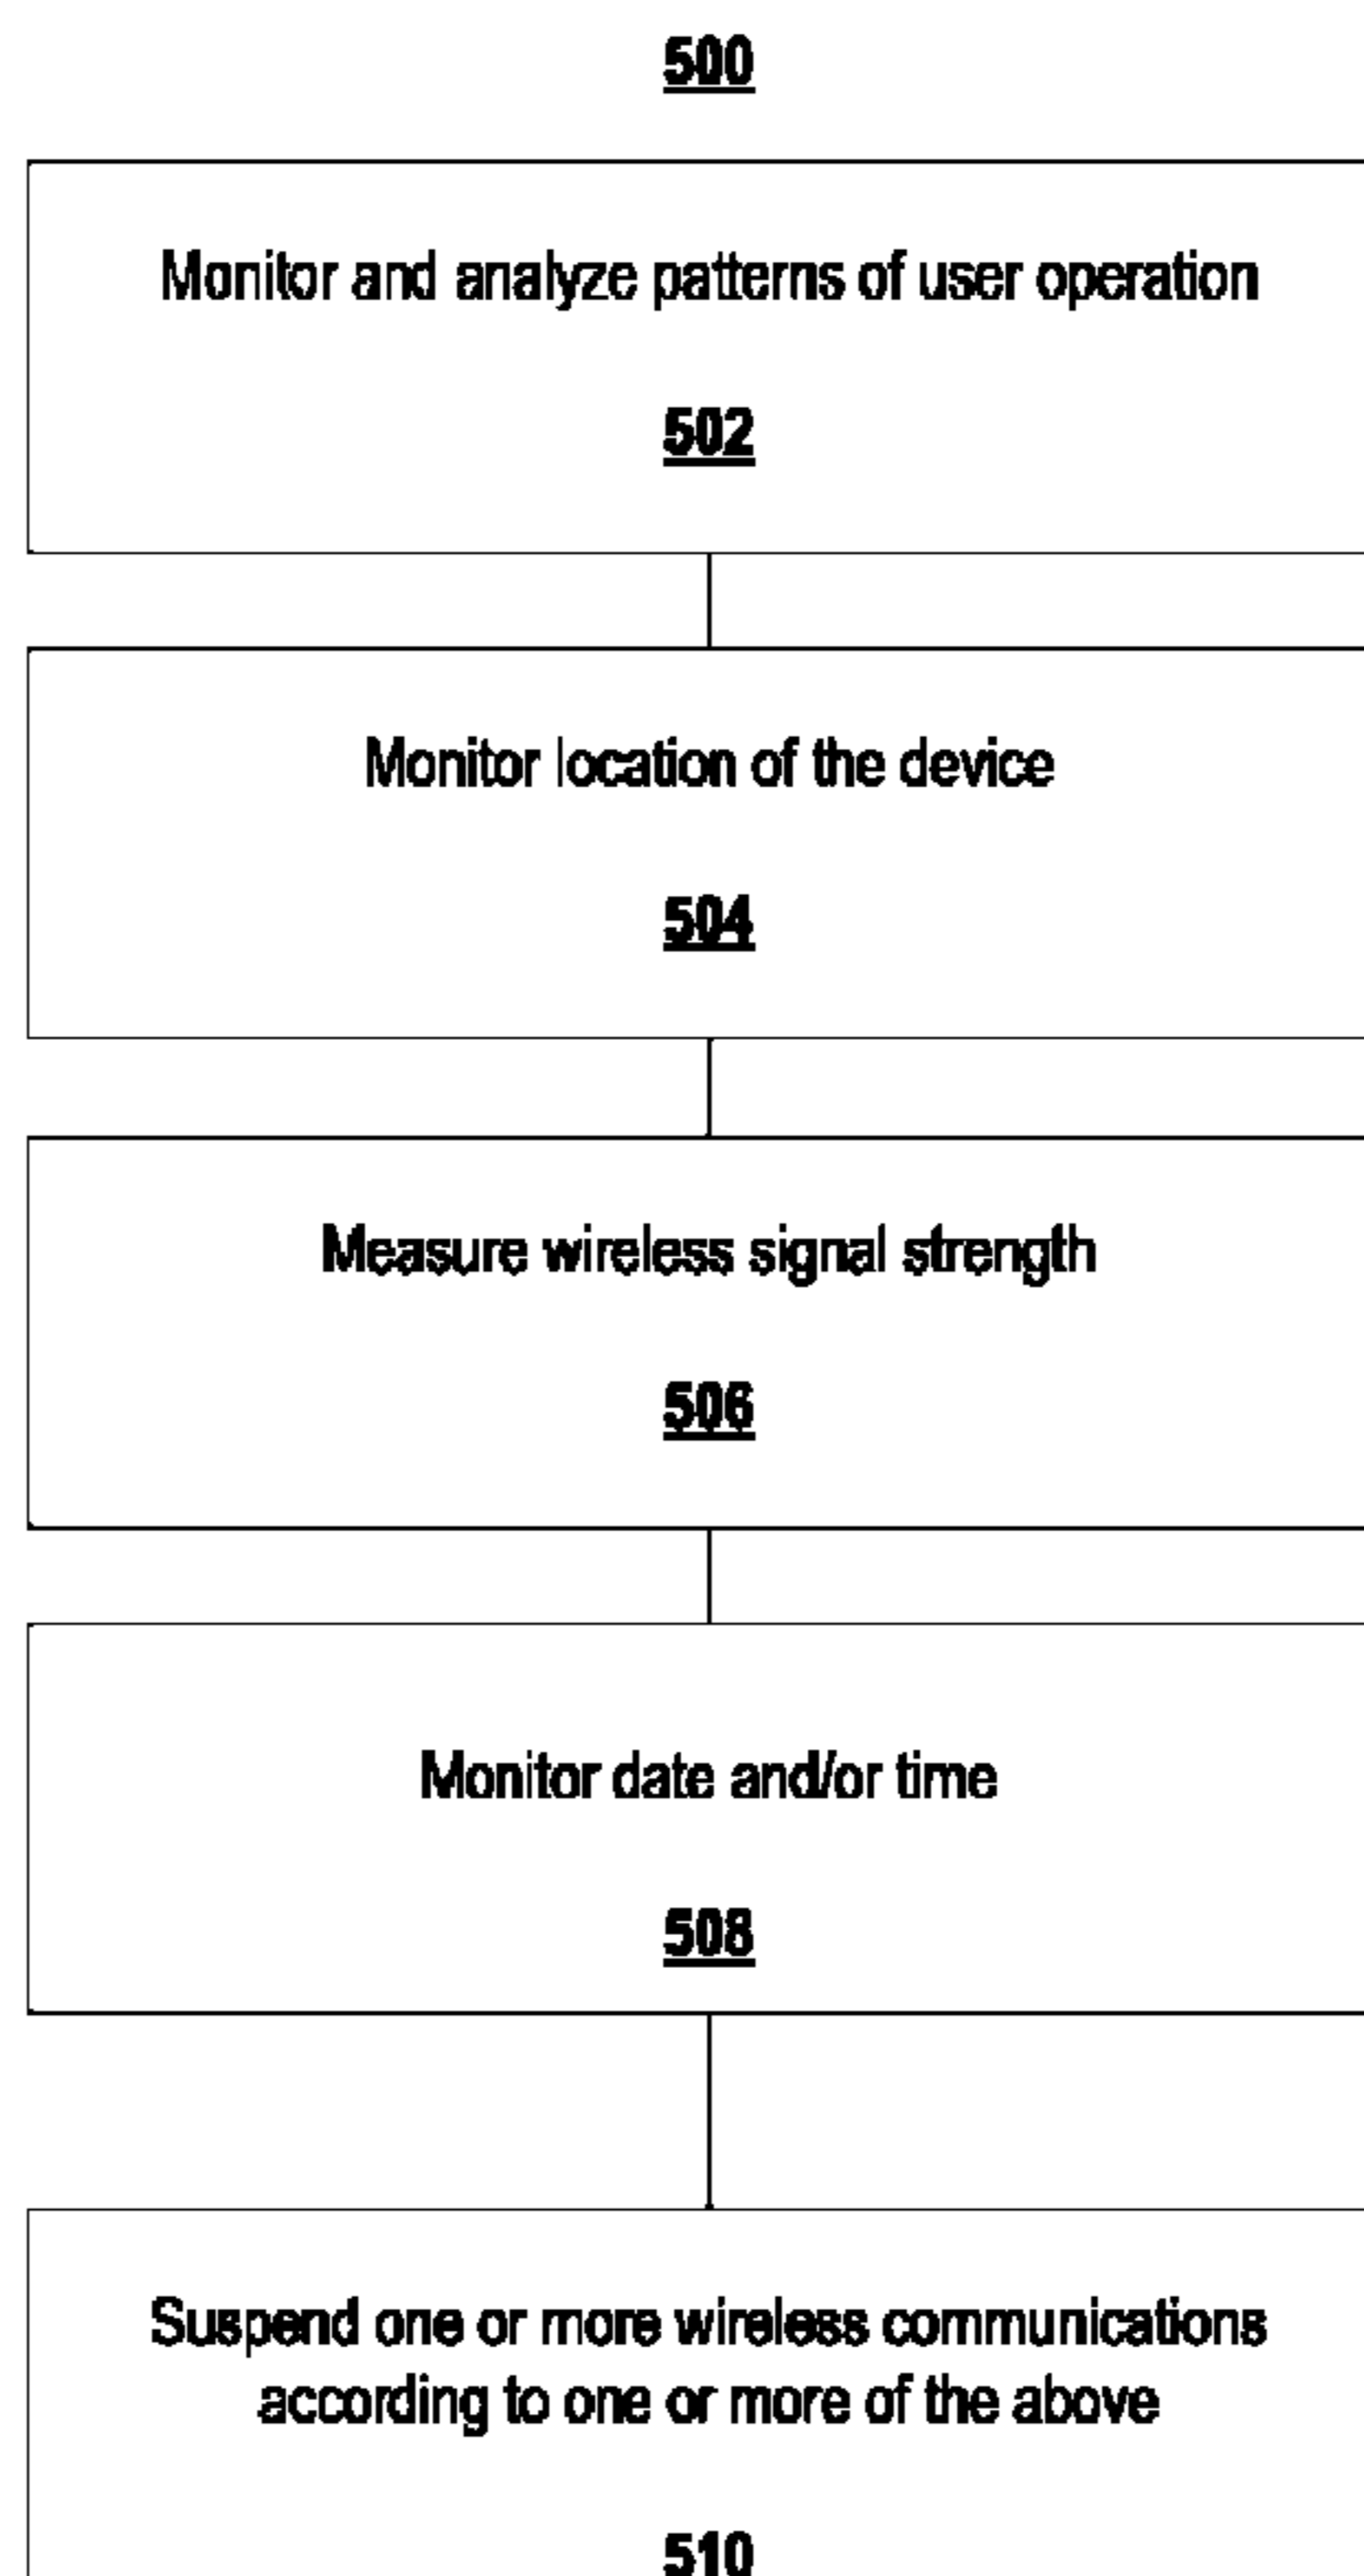 500
Monitor and analyze patterns of user operation
502
Monitor location of the device
504
Measure wireless signal strength
506
Monitor date and/or time
508
Suspend one or more wireless communications
according to one or more of the above
510